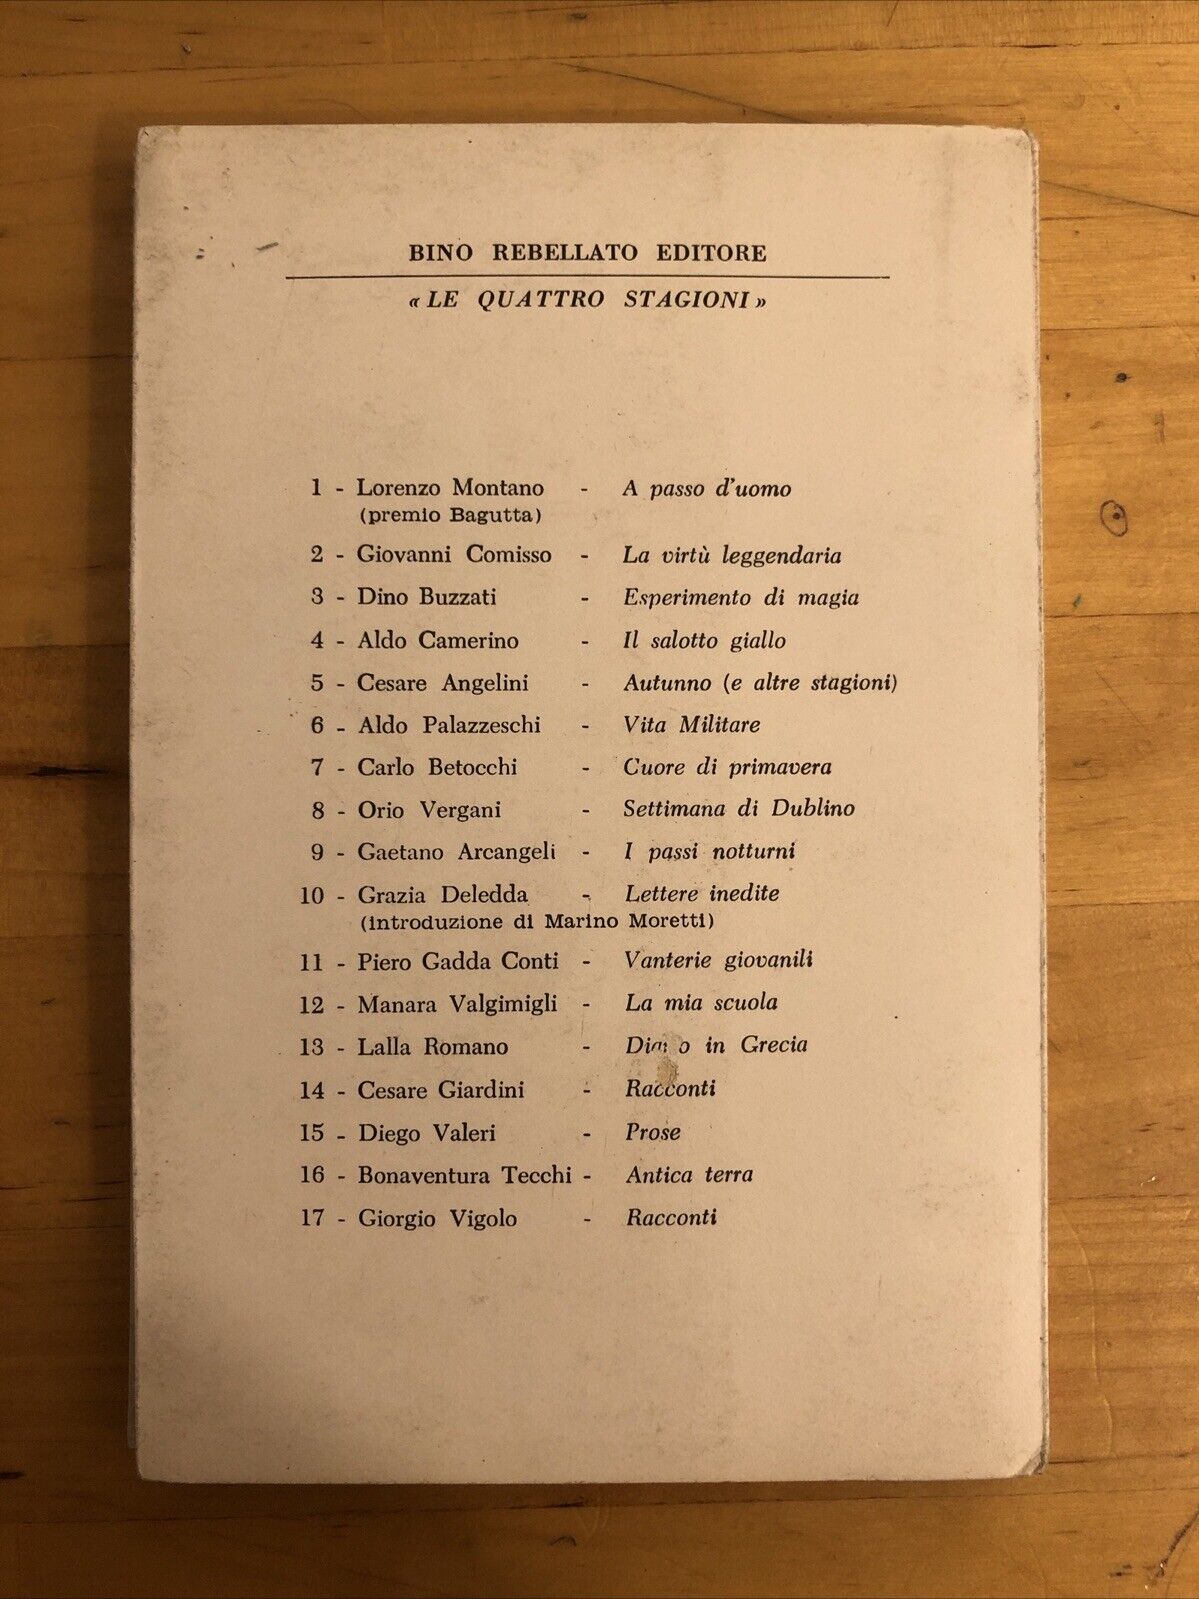 BINO REBELLATO EDITORE
« LE QUATTRO STAGIONI »
1 - Lorenzo Montano - A passo d'uomo
(premio Bagutta)
2 - Giovanni Comisso - La virtù leggendaria
3 - Dino Buzzati - Esperimento di magia
4 - Aldo Camerino - Il salotto giallo
5 - Cesare Angelini - Autunno (e altre stagioni)
6 - Aldo Palazzeschi - Vita Militare
7 - Carlo Betocchi - Cuore di primavera
8 - Orio Vergani - Settimana di Dublino
9 - Gaetano Arcangeli - I passi notturni
10 - Grazia Deledda - Lettere inedite
(introduzione di Marino Moretti)
11 - Piero Gadda Conti - Vanterie giovanili
12 - Manara Valgimigli - La mia scuola
13 - Lalla Romano - in Grecia
14 - Cesare Giardini - Racconti
15 - Diego Valeri - Prose
16 - Bonaventura Tecchi - Antica terra
17 - Giorgio Vigolo - Racconti